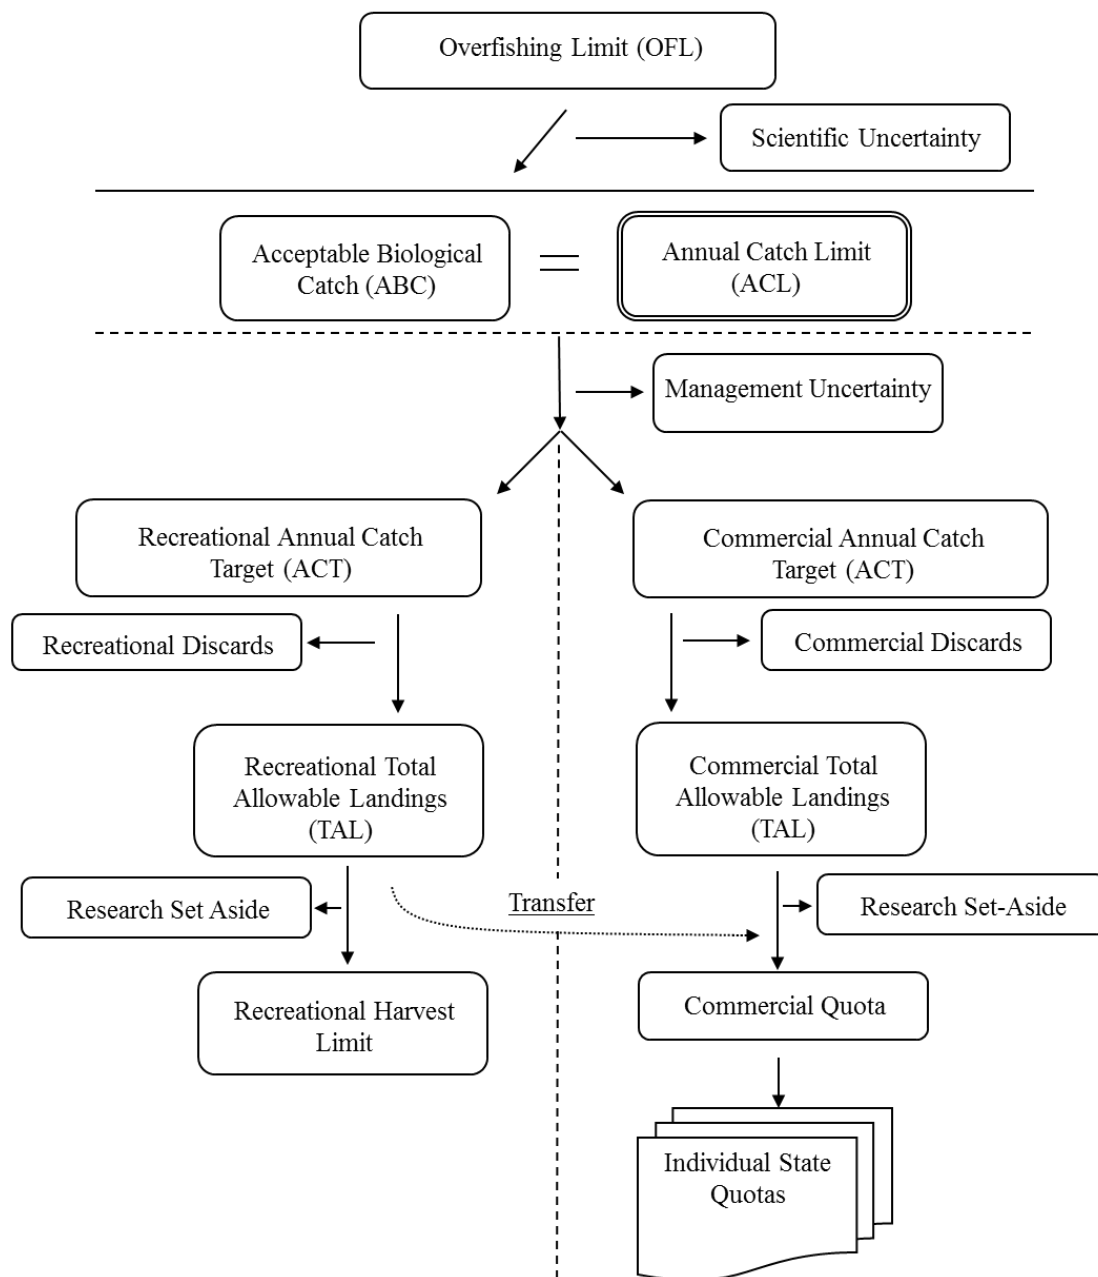 Overfishing Limit (OFL)
Scientific Uncertainty
Acceptable Biological
Catch (ABC)
=
Annual Catch Limit
(ACL)
Management Uncertainty
Recreational Annual Catch
Target (ACT)
Commercial Annual Catch
Target (ACT)
Recreational Discards
Commercial Discards
Recreational Total
Allowable Landings
(TAL)
Commercial Total
Allowable Landings
(TAL)
Research Set Aside
Transfer
Research Set-Aside
Recreational Harvest
Limit
Commercial Quota
Individual State
Quotas